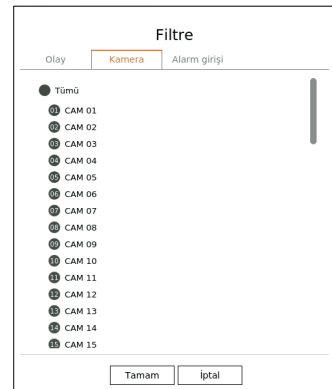 Filtre
Olay Kamera Alarm girişi
Tümü
01 CAM 01
02 CAM 02
03 CAM 03
04 CAM 04
05 CAM 05
06 CAM 06
07 CAM 07
08 CAM 08
09 CAM 09
10 CAM 10
11 CAM 11
12 CAM 12
13 CAM 13
14 CAM 14
15 CAM 15
Tamam İptal